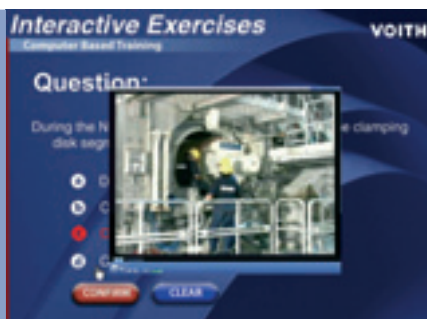 Interactive Exercises
VOITH
Computer Based Training
Question:
During the N e clamping
disk segm
a D
b C
c C
d C
CONFIRM CLEAR